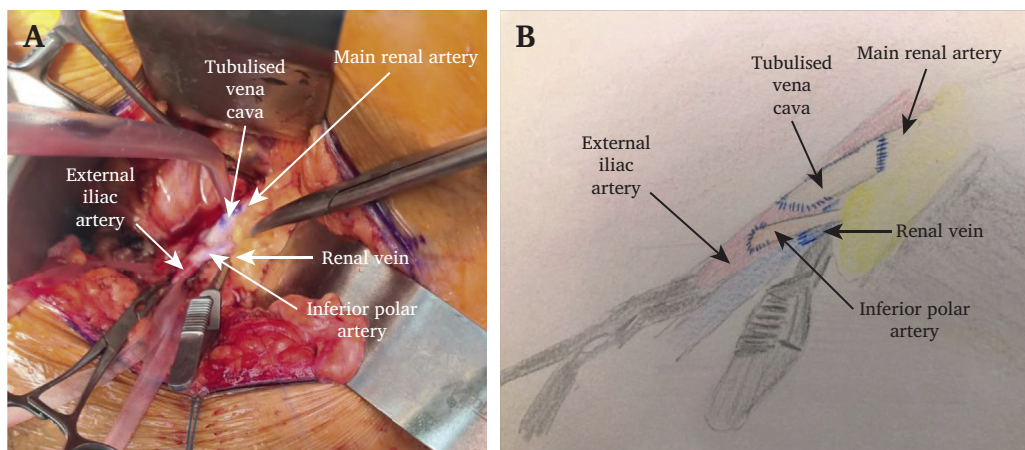 A
Main renal artery
Tubulised
vena
cava
External
iliac
artery
Renal vein
Inferior polar
artery
B
Main renal artery
Tubulised
vena
cava
External
iliac
artery
Renal vein
Inferior polar
artery